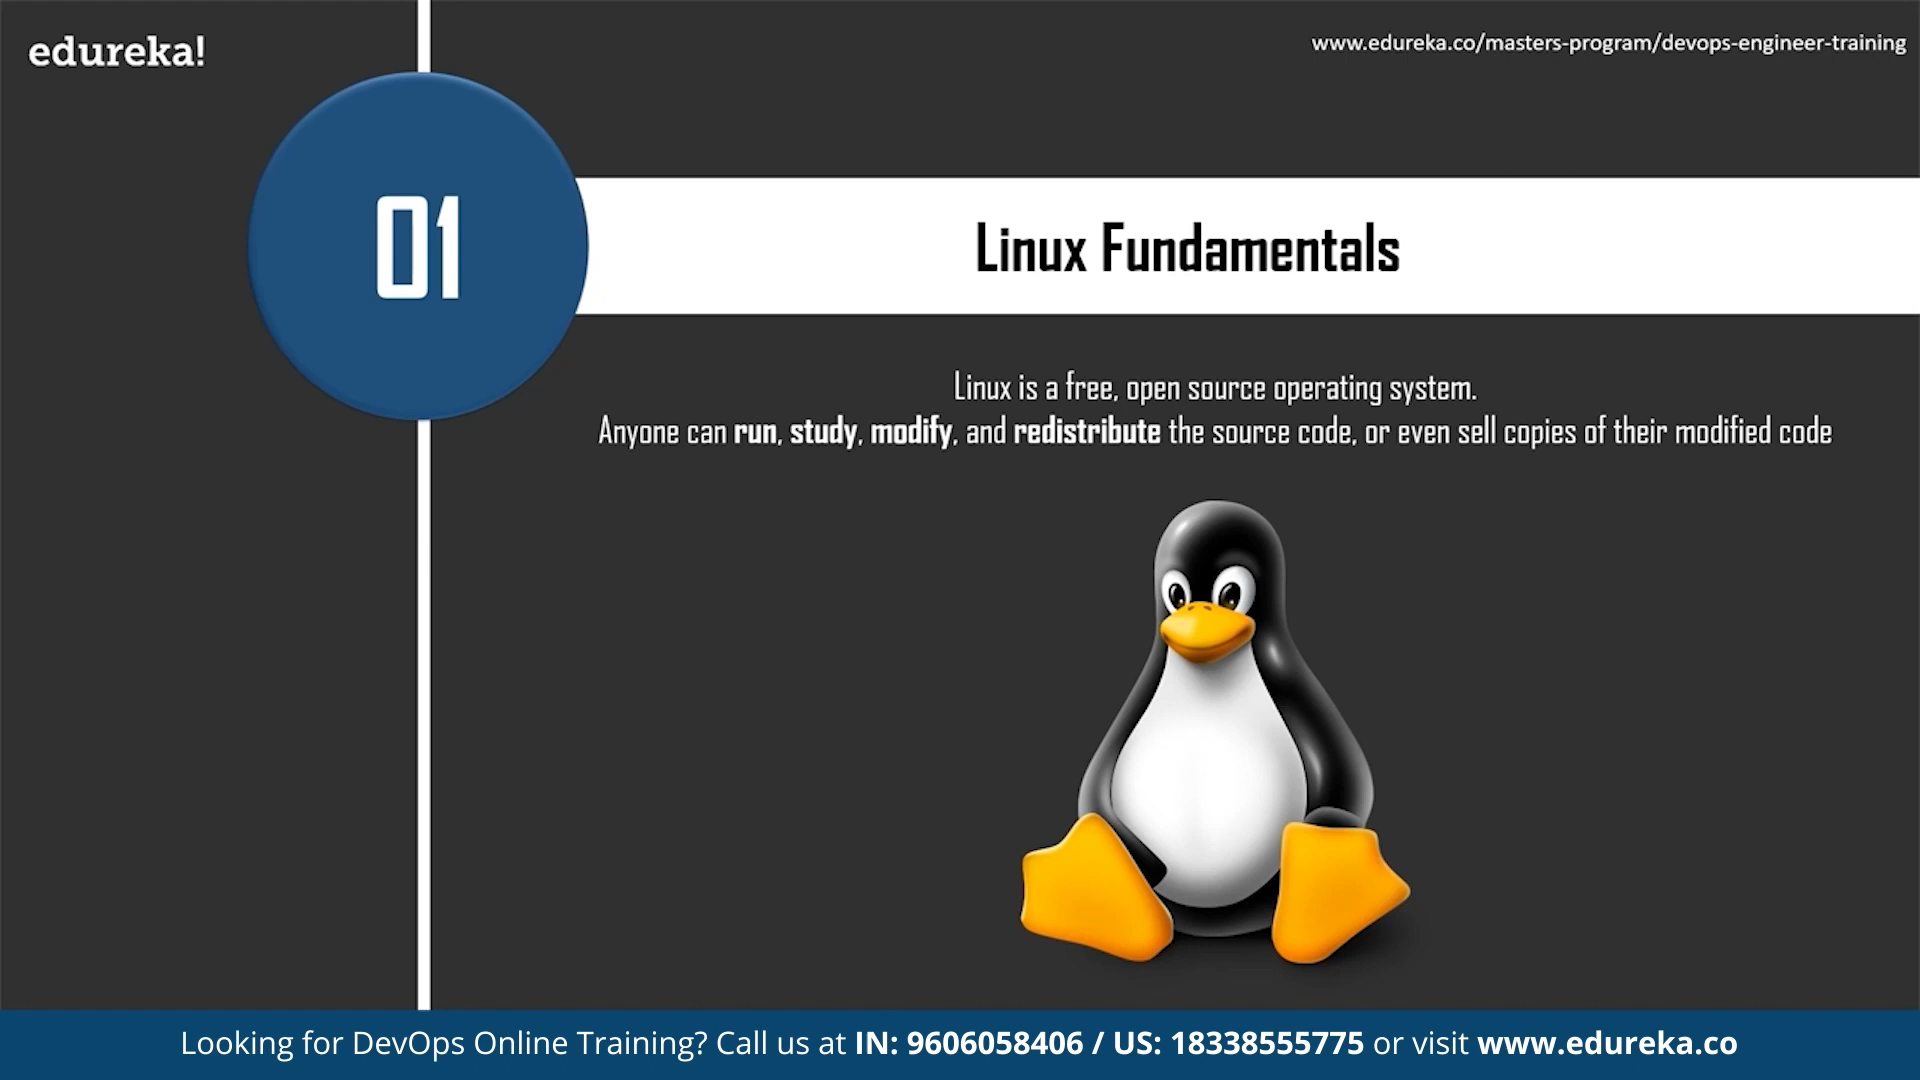 edureka!
www.edureka.co/masters-program/devops-engineer-training
01
Linux Fundamentals
Linux is a free, open source operating system.
Anyone can run, study, modify, and redistribute the source code, or even sell copies of their modified code
Looking for DevOps Online Training? Call us at IN: 9606058406 / US: 18338555775 or visit www.edureka.co